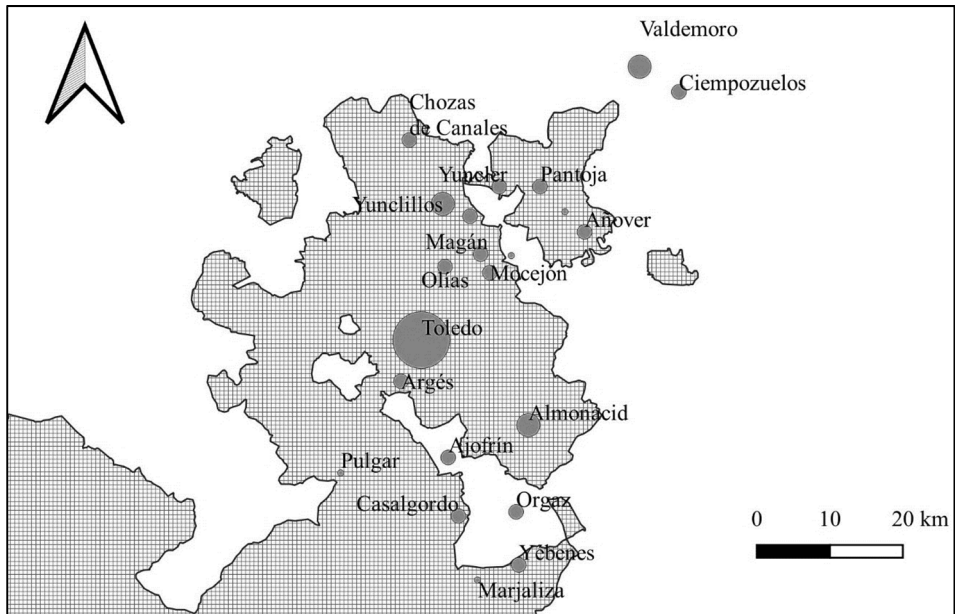 Valdemoro
Ciempozuelos
Chozas
de Canales
Yuncler
Pantoja
Yunclillos
Añover
Magán
Olías
Mocejón
Toledo
Argés
Almonacid
Ajofrín
Pulgar
Casalgordo
Orgaz
0 10 20 km
Yébenes
Marjaliza